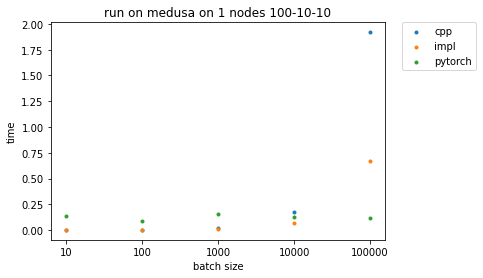 run on medusa on 1 nodes 100-10-10
cpp
impl
pytorch
2.00
1.75
1.50
1.25
1.00
0.75
0.50
0.25
0.00
time
10 100 1000 10000 100000
batch size